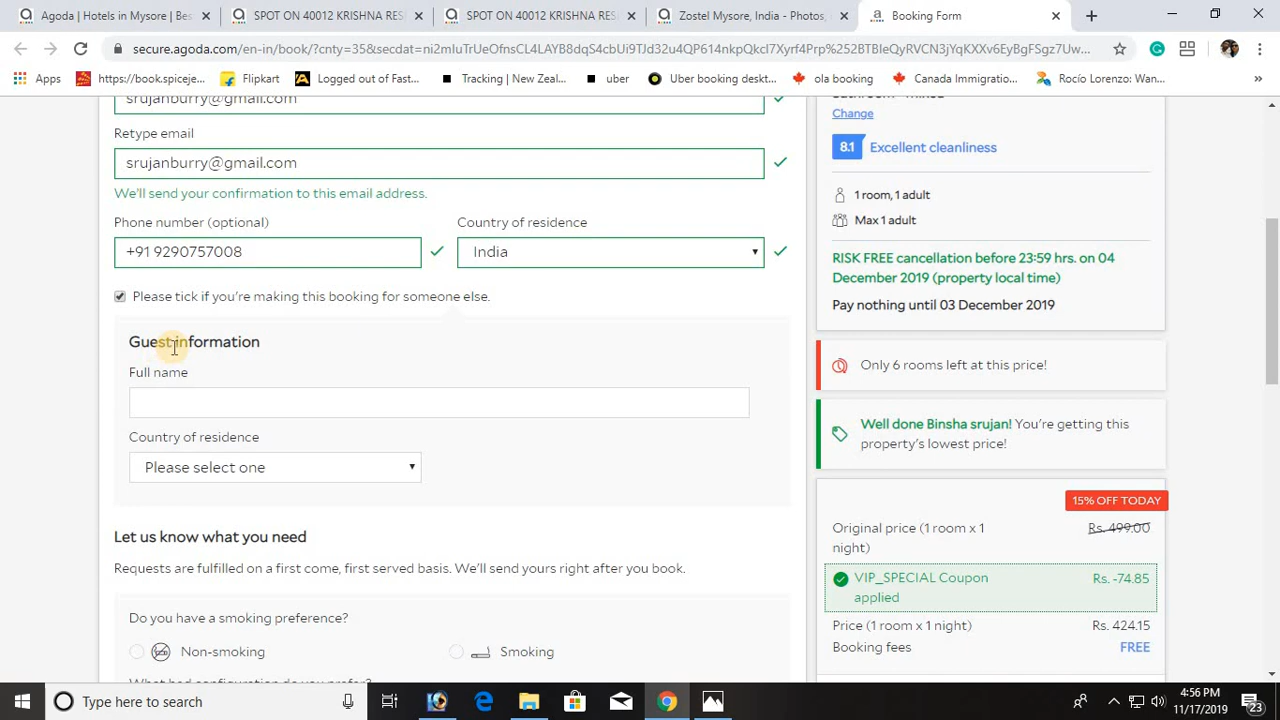 Agoda | Hotels in Mysore | Bes
SPOT ON 40012 KRISHNA RES
SPOT ON 40012 KRISHNA RES
Zostel Mysore, India - Photos,
Booking Form
secure.agoda.com/en-in/book/?cnty=35&secdat=ni2mIuTrUeOfnsCL4LAYB8dqS4cbUi9TJd32u4QP614nkpQkcI7Xyf4Prp%252BTBIeQyRVCN3jYqKXXv6EyBgFSgz7Uw...
Apps
https://book.spiceje...
Flipkart
Logged out of Fast...
Tracking | New Zeal...
uber
Uber booking deskt...
ola booking
Canada Immigratio...
Rocío Lorenzo: Wan...
»
srujanburry@gmail.com
Retype email
srujanburry@gmail.com
We'll send your confirmation to this email address.
Phone number (optional)
Country of residence
+91 9290757008
India
Please tick if you're making this booking for someone else.
Guest information
Full name
Country of residence
Please select one
Let us know what you need
Requests are fulfilled on a first come, first served basis. We'll send yours right after you book.
Do you have a smoking preference?
Non-smoking
Smoking
Change
8.1 Excellent cleanliness
1 room, 1 adult
Max 1 adult
RISK FREE cancellation before 23:59 hrs. on 04
December 2019 (property local time)
Pay nothing until 03 December 2019
Only 6 rooms left at this price!
Well done Binsha srujan! You're getting this
property's lowest price!
15% OFF TODAY
Original price (1 room x 1 Rs. 499.00
night)
VIP_SPECIAL Coupon Rs. -74.85
applied
Price (1 room x 1 night) Rs. 424.15
Booking fees FREE
Type here to search
4:56 PM
11/17/2019
23